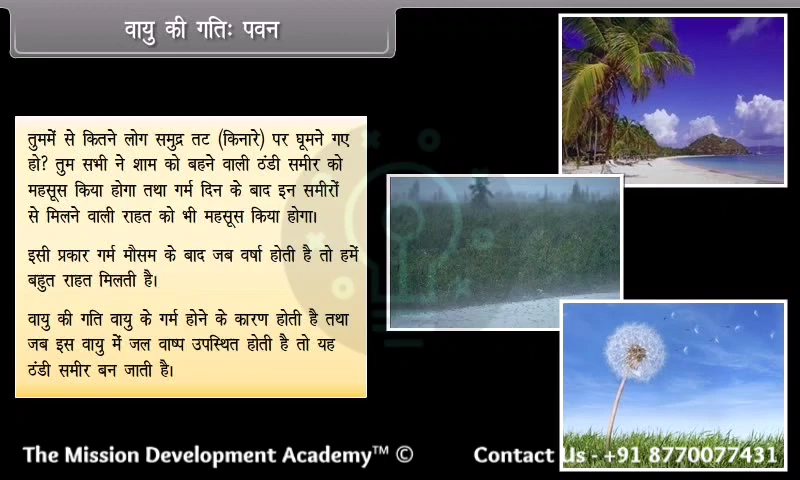 वायु की गतिः पवन
तुममें से कितने लोग समुद्र तट (किनारे) पर घूमने गए
हो? तुम सभी ने शाम को बहने वाली ठंडी समीर को
महसूस किया होगा तथा गर्म दिन के बाद इन समीरों
से मिलने वाली राहत को भी महसूस किया होगा।
इसी प्रकार गर्म मौसम के बाद जब वर्षा होती है तो हमें
बहुत राहत मिलती है।
वायु की गति वायु के गर्म होने के कारण होती है तथा
जब इस वायु में जल वाष्प उपस्थित होती है तो यह
ठंडी समीर बन जाती है।
The Mission Development Academy™ © Contact Us - +91 8770077431